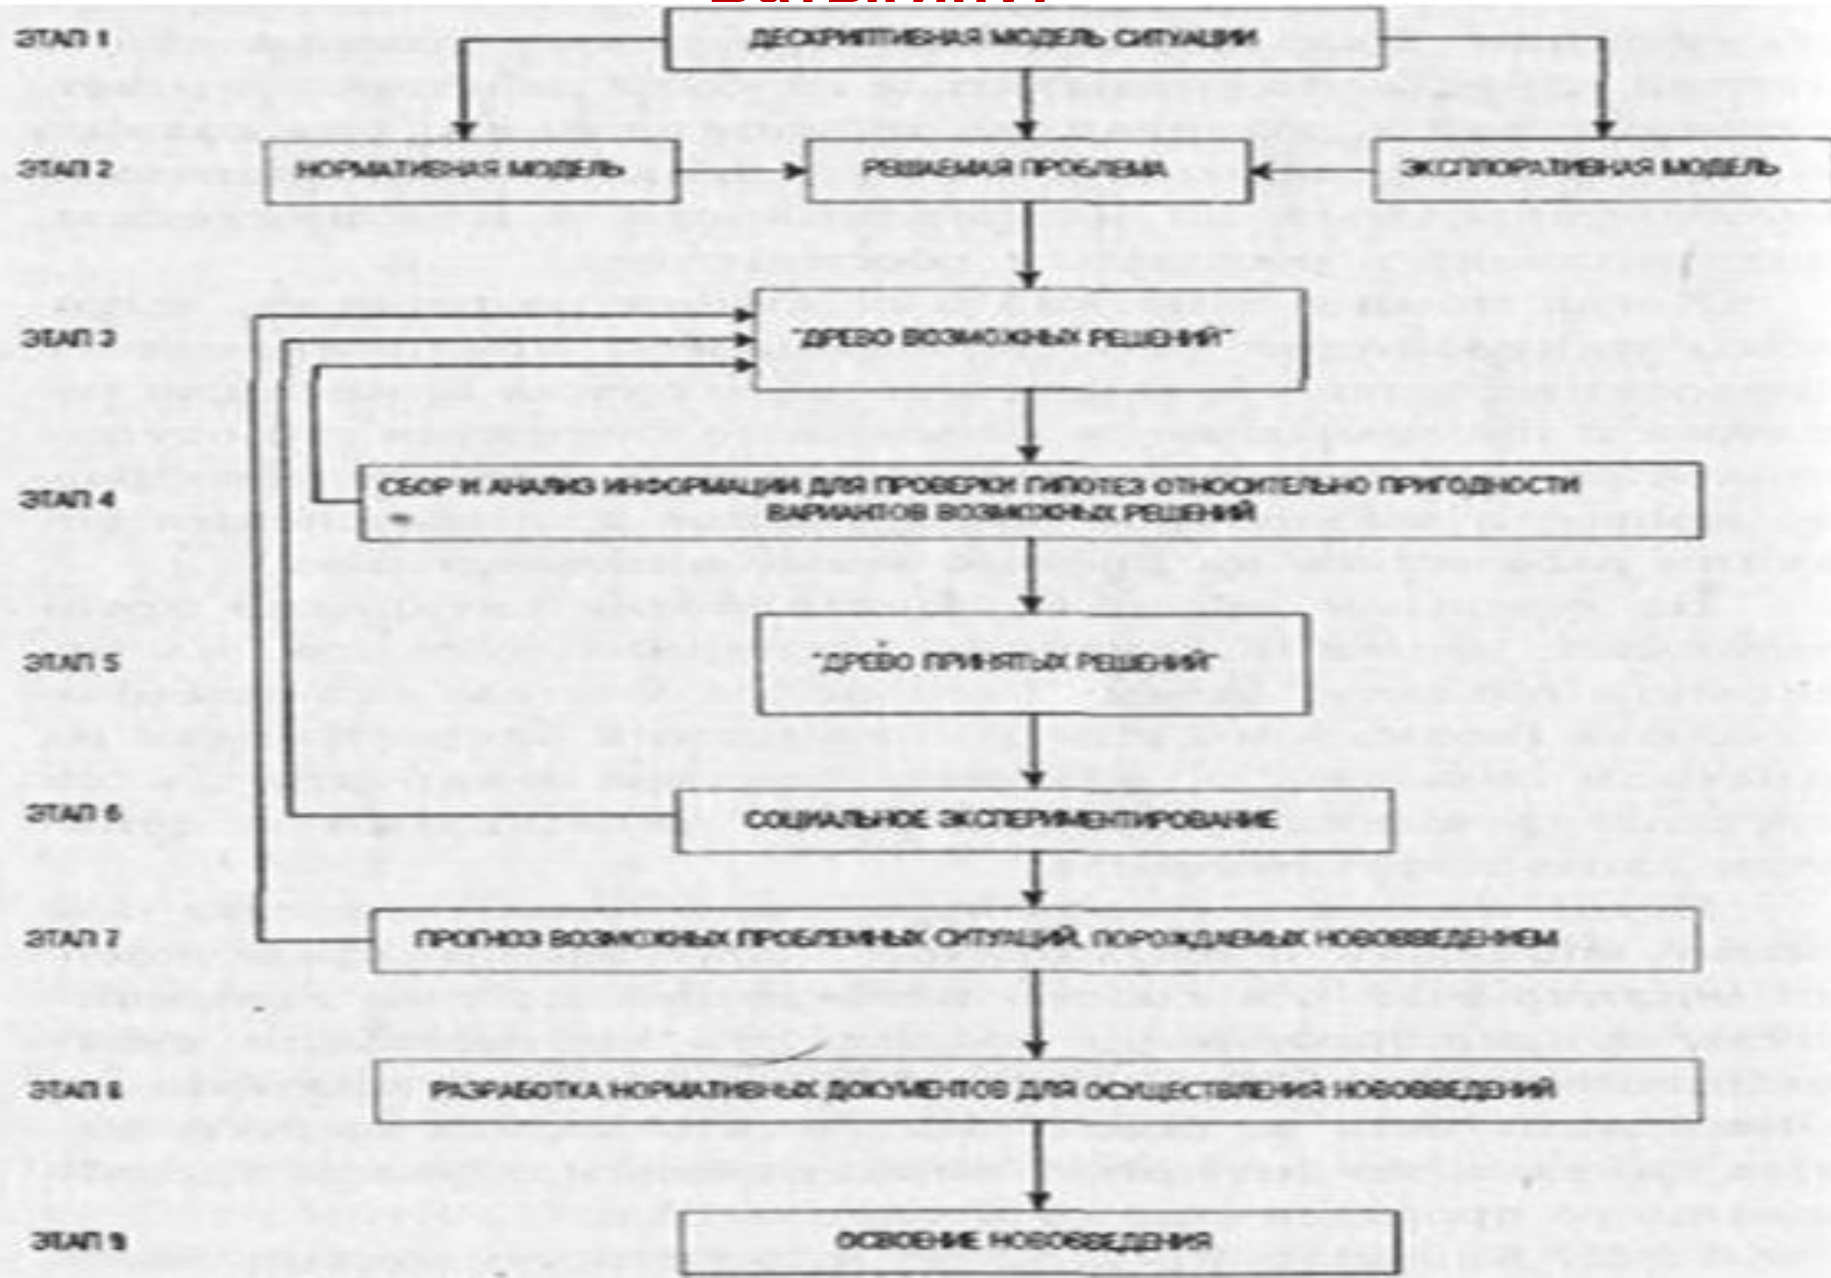 ЭТАП 1
ДЕСКРИПТИВНАЯ МОДЕЛЬ СИТУАЦИИ
ЭТАП 2
НОРМАТИВНАЯ МОДЕЛЬ
РЕШАЕМАЯ ПРОБЛЕМА
ЭКСПЛОРАТИВНАЯ МОДЕЛЬ
ЭТАП 3
"ДРЕВО ВОЗМОЖНЫХ РЕШЕНИЙ"
ЭТАП 4
СБОР И АНАЛИЗ ИНФОРМАЦИИ ДЛЯ ПРОВЕРКИ ГИПОТЕЗ ОТНОСИТЕЛЬНО ПРИГОДНОСТИ
ВАРИАНТОВ ВОЗМОЖНЫХ РЕШЕНИЙ
ЭТАП 5
"ДРЕВО ПРИНЯТЫХ РЕШЕНИЙ"
ЭТАП 6
СОЦИАЛЬНОЕ ЭКСПЕРИМЕНТИРОВАНИЕ
ЭТАП 7
ПРОГНОЗ ВОЗМОЖНЫХ ПРОБЛЕМНЫХ СИТУАЦИЙ, ПОРОЖДАЕМЫХ НОВОВВЕДЕНИЕМ
ЭТАП 8
РАЗРАБОТКА НОРМАТИВНЫХ ДОКУМЕНТОВ ДЛЯ ОСУЩЕСТВЛЕНИЯ НОВОВВЕДЕНИЙ
ЭТАП 9
ОСВОЕНИЕ НОВОВВЕДЕНИЯ